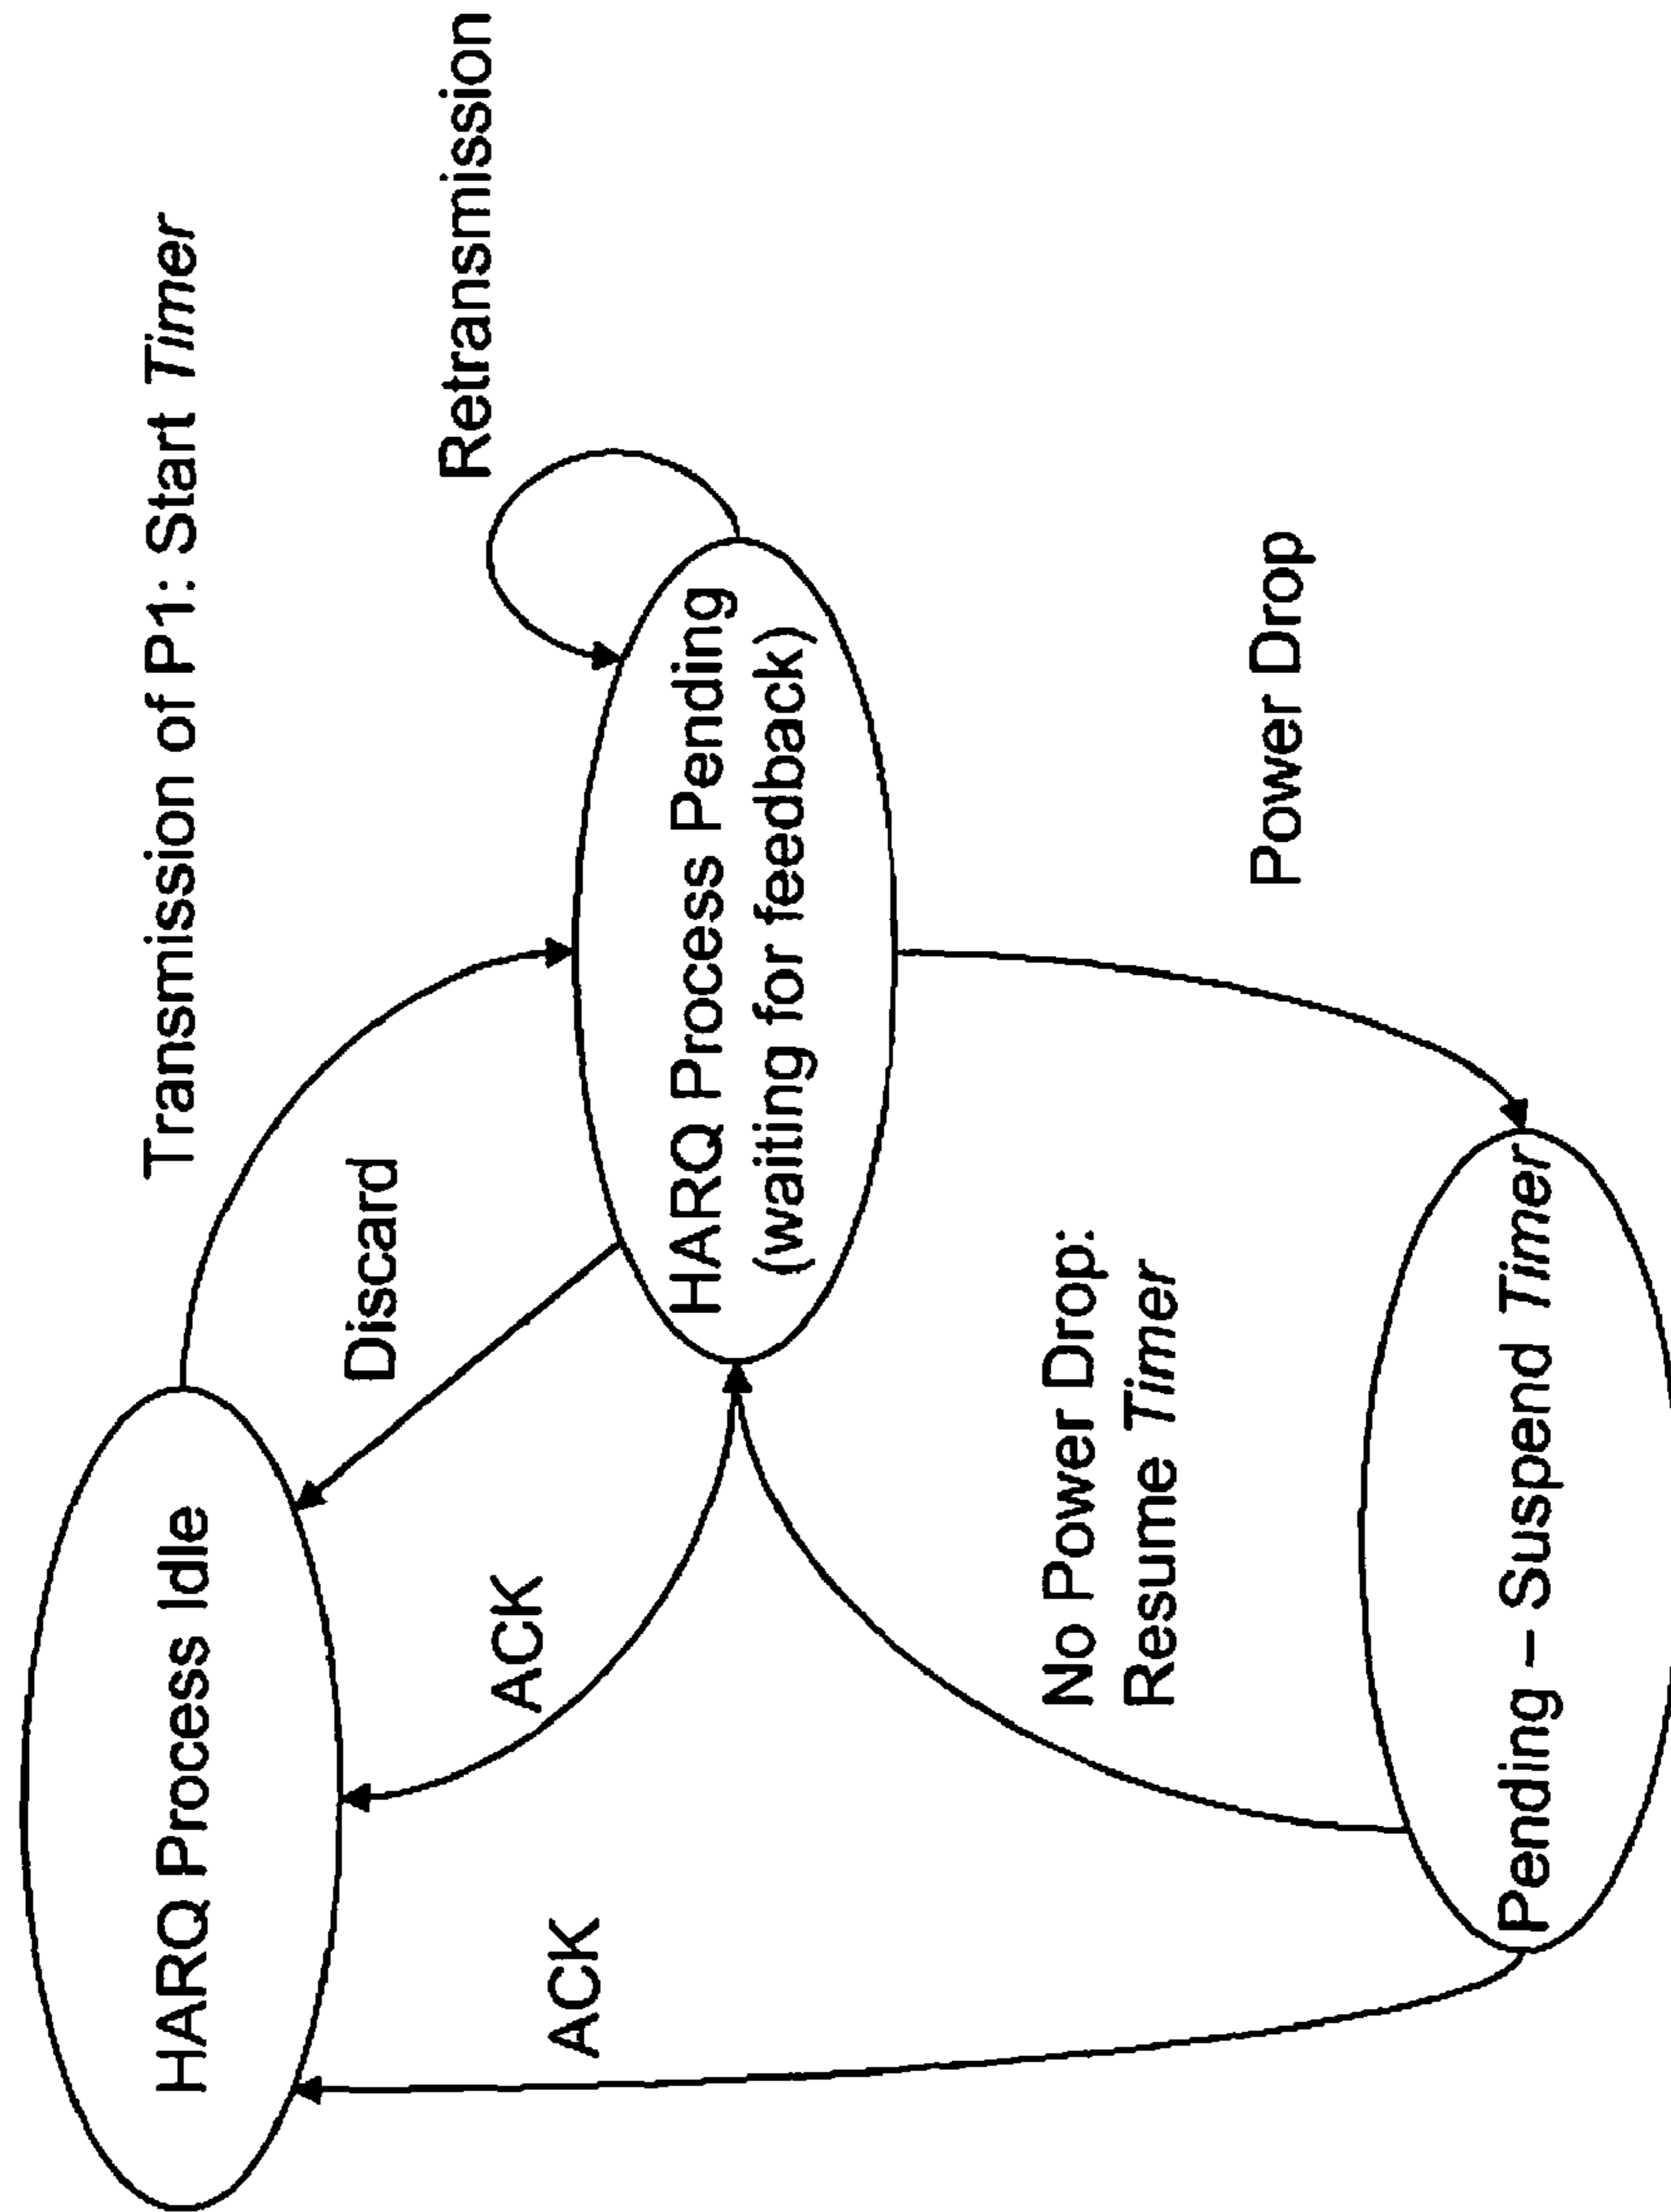 Transmission of P1: Start Timer
HARQ Process Idle
Discard
Retransmission
ACK
ACK
HARQ Process Pending
(waiting for feedback)
No Power Drop:
Resume Timer
Power Drop
Pending – Suspend Timer